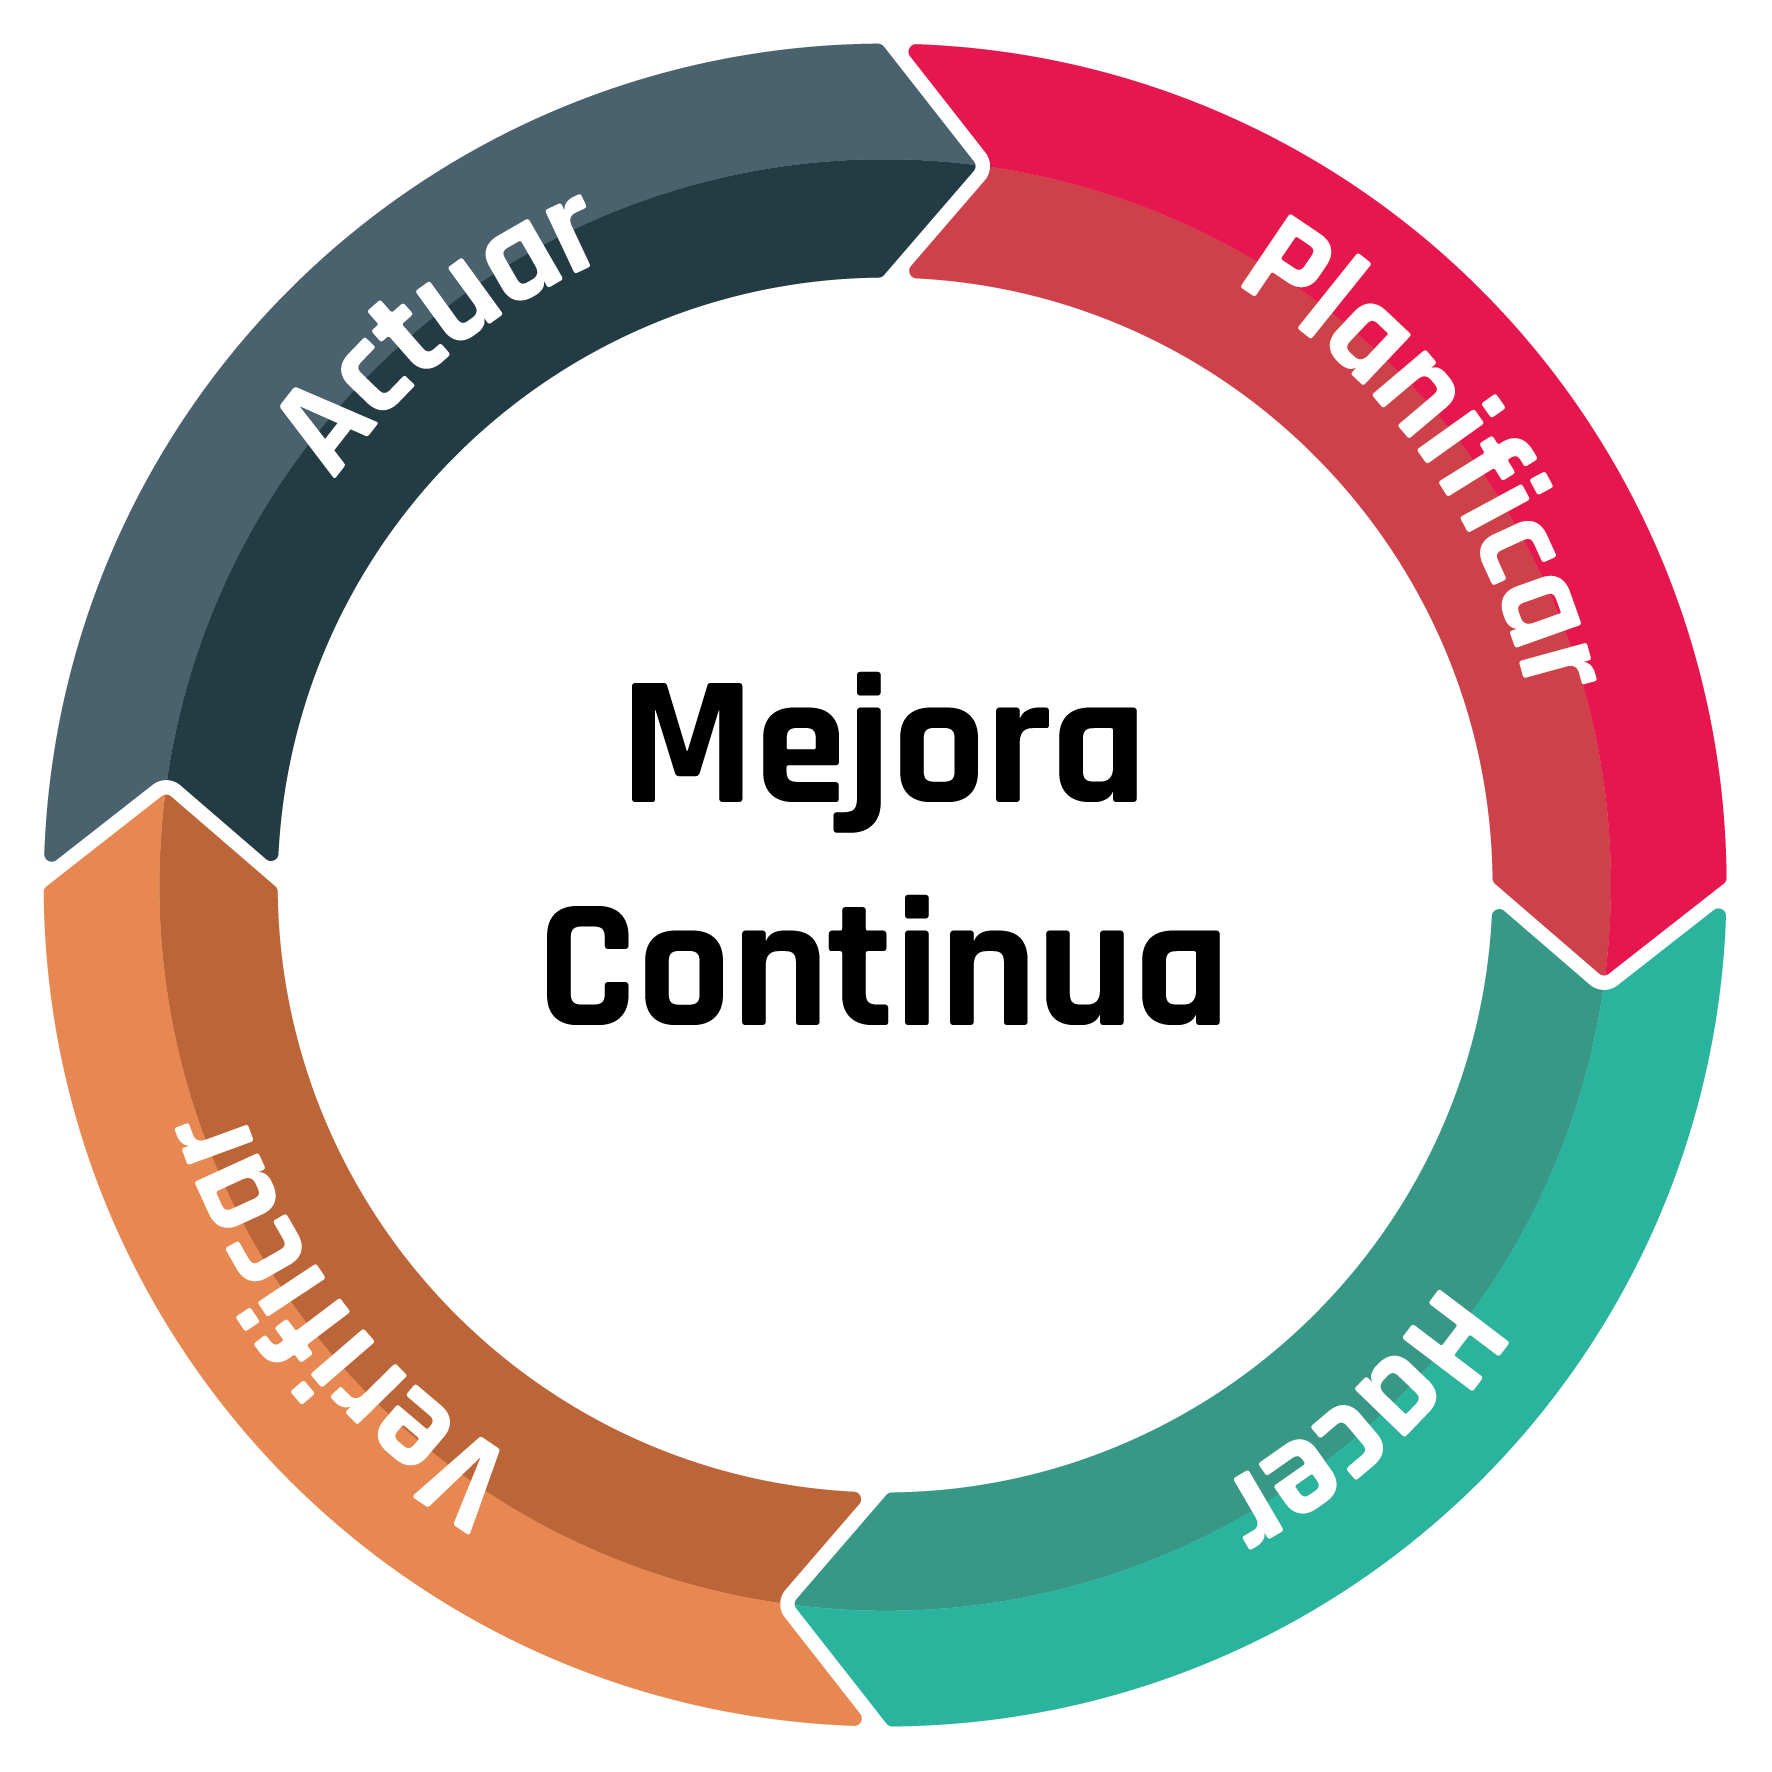 Actuar
Planificar
Mejora
Continua
Verificar
Hacer